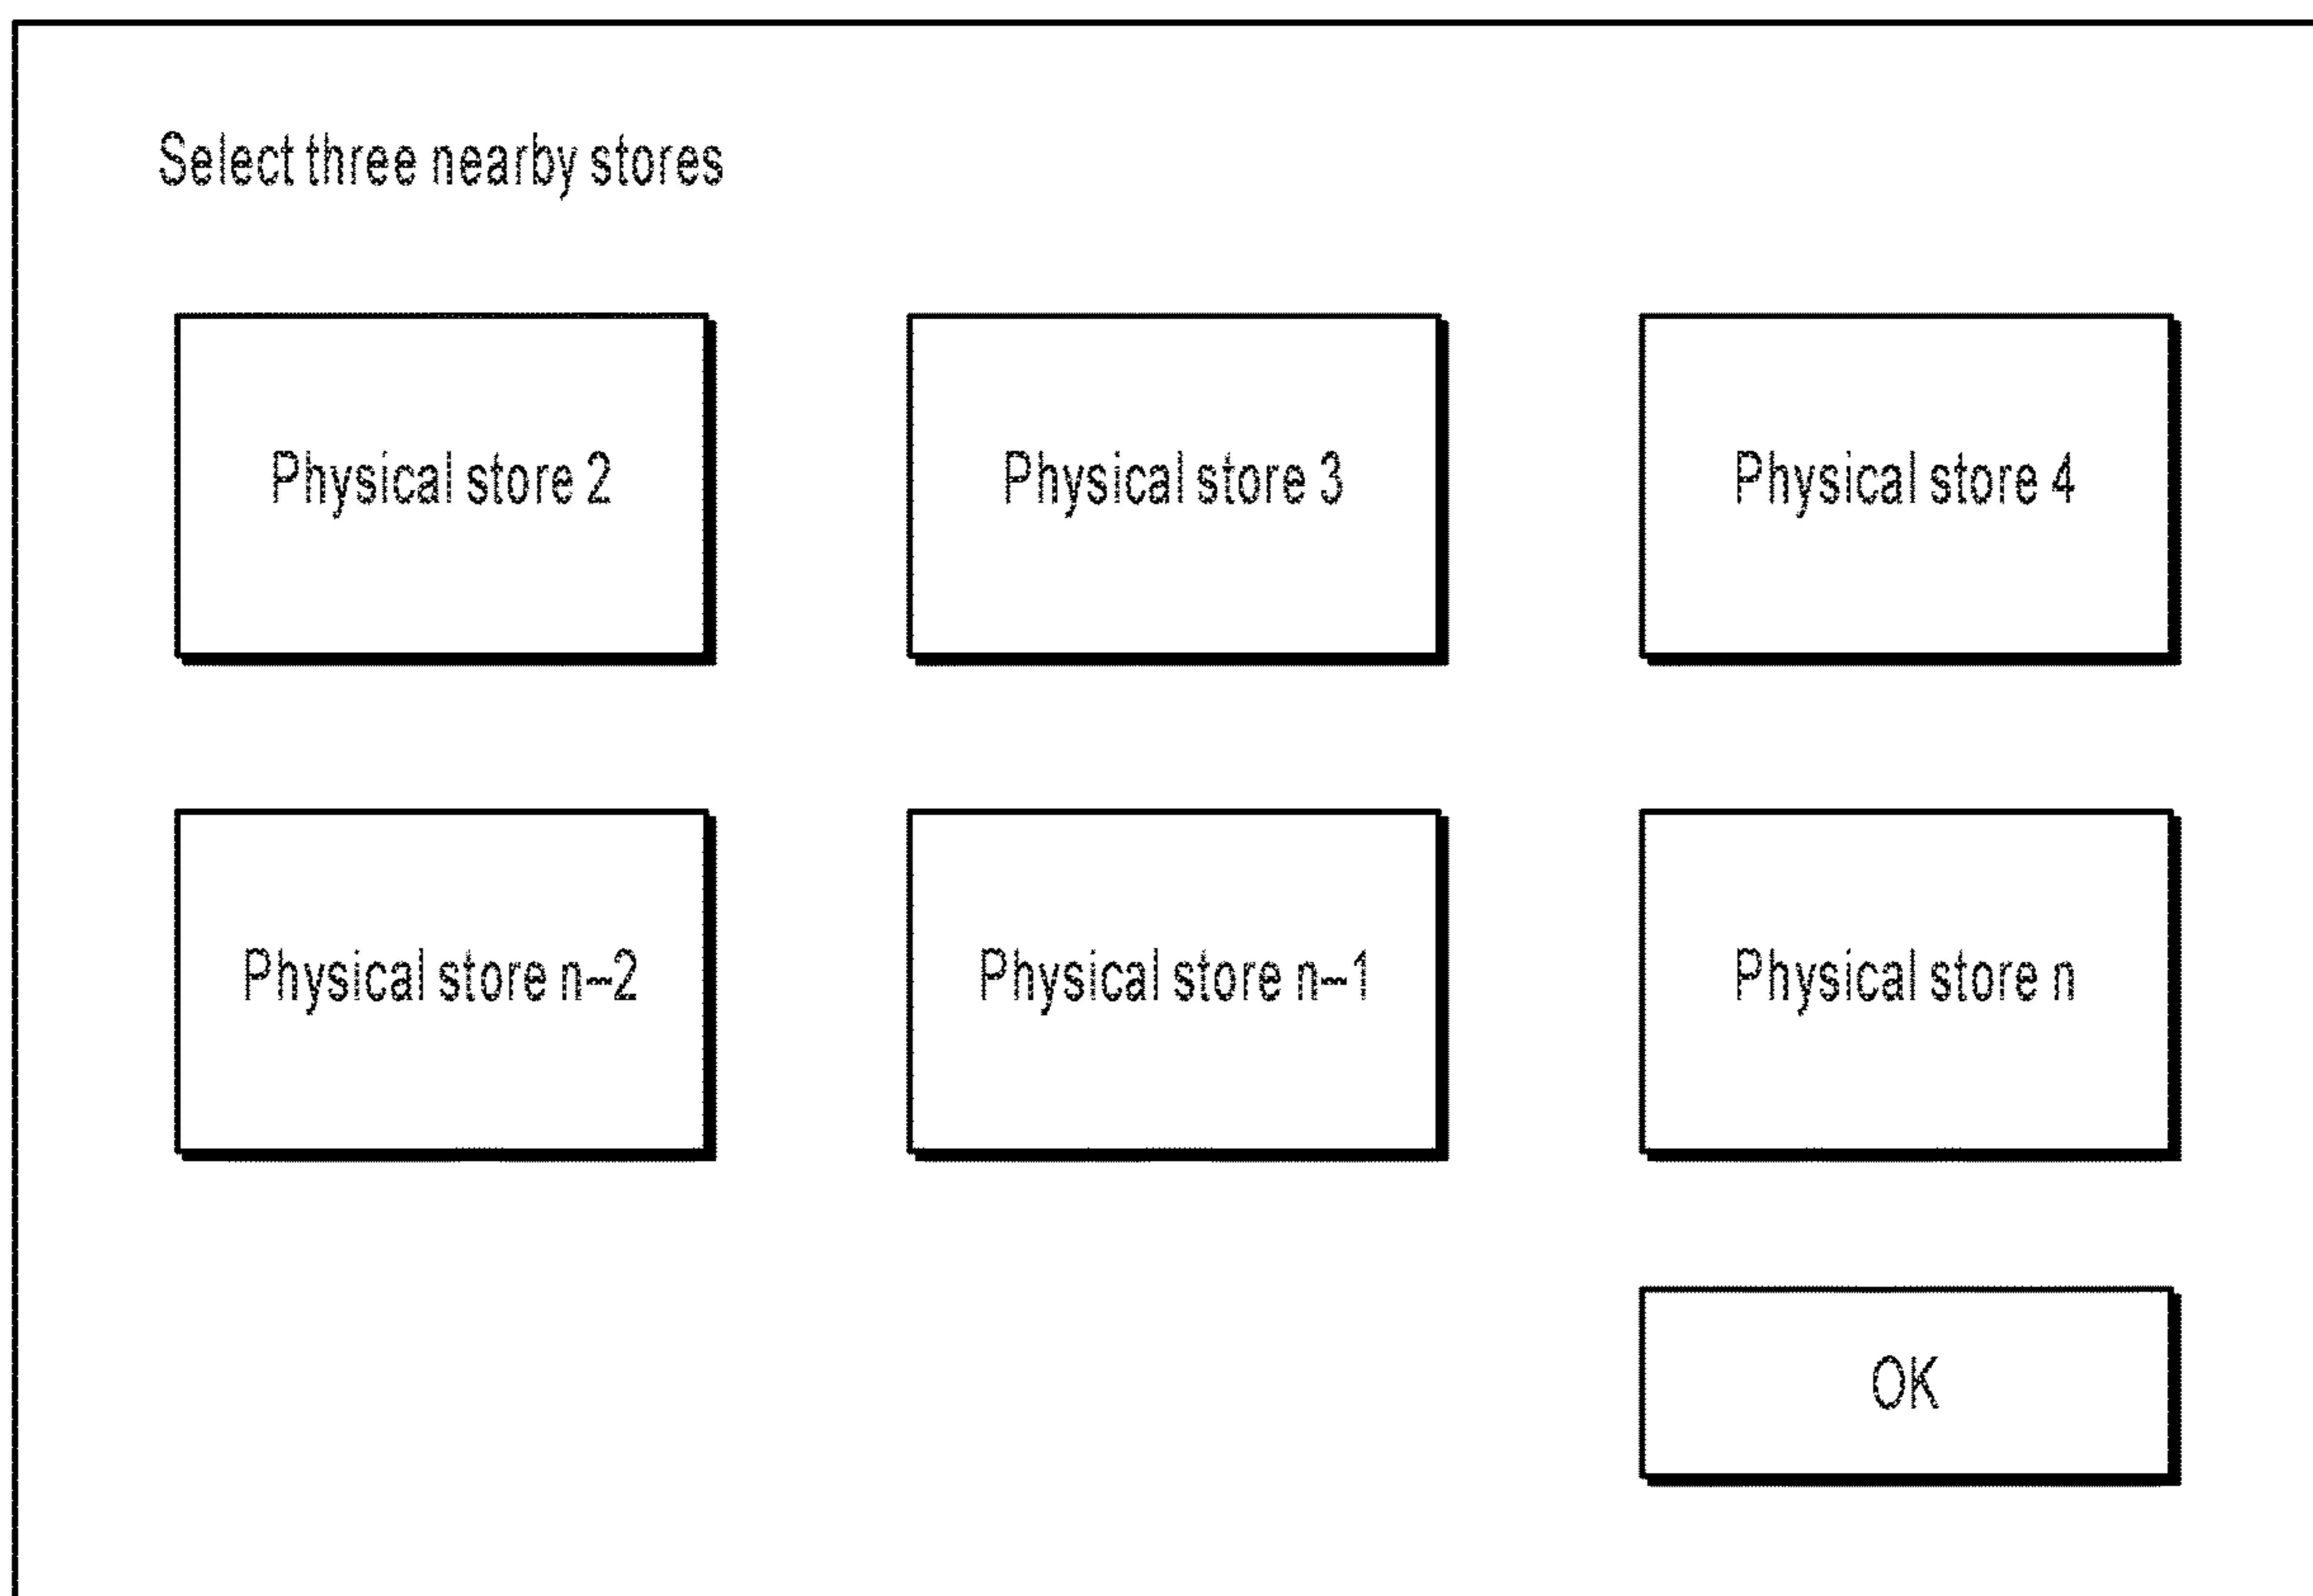 Select three nearby stores
Physical store 2
Physical store 3
Physical store 4
Physical store n-2
Physical store n-1
Physical store n
OK